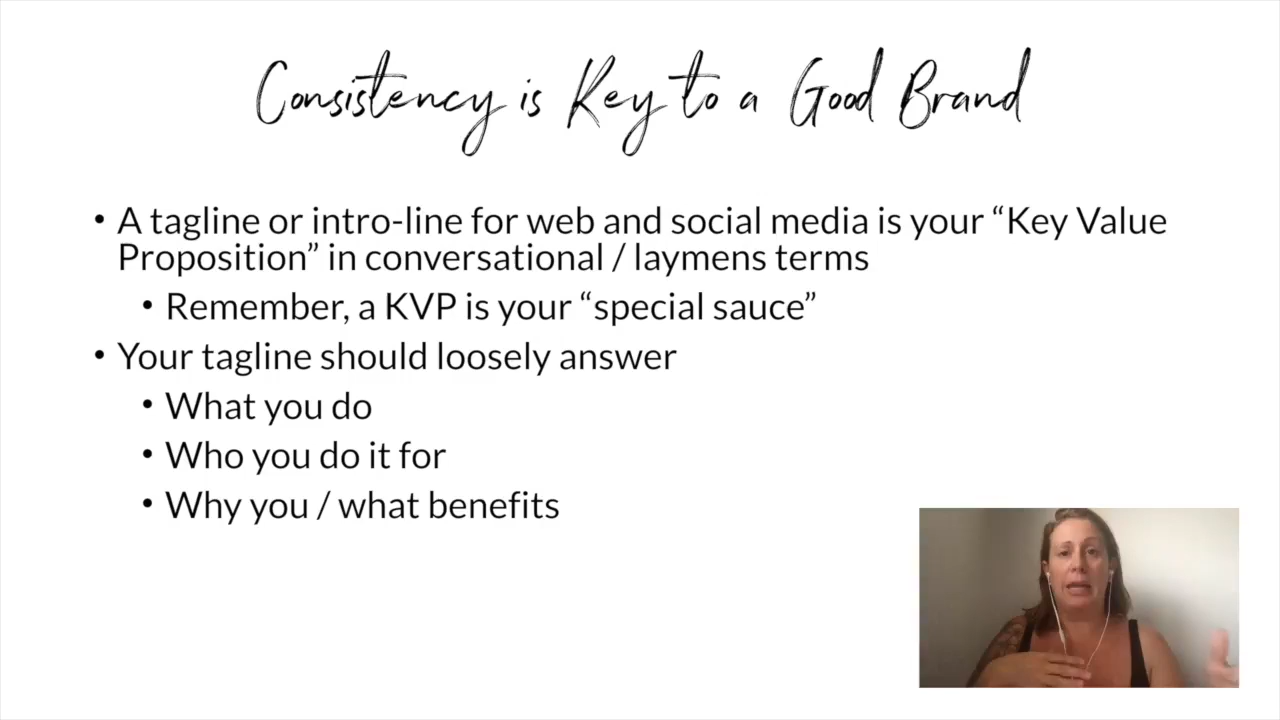 Consistency is Key to a Good Brand
• A tagline or intro-line for web and social media is your “Key Value
Proposition” in conversational / laymens terms
• Remember, a KVP is your “special sauce”
• Your tagline should loosely answer
• What you do
• Who you do it for
• Why you / what benefits